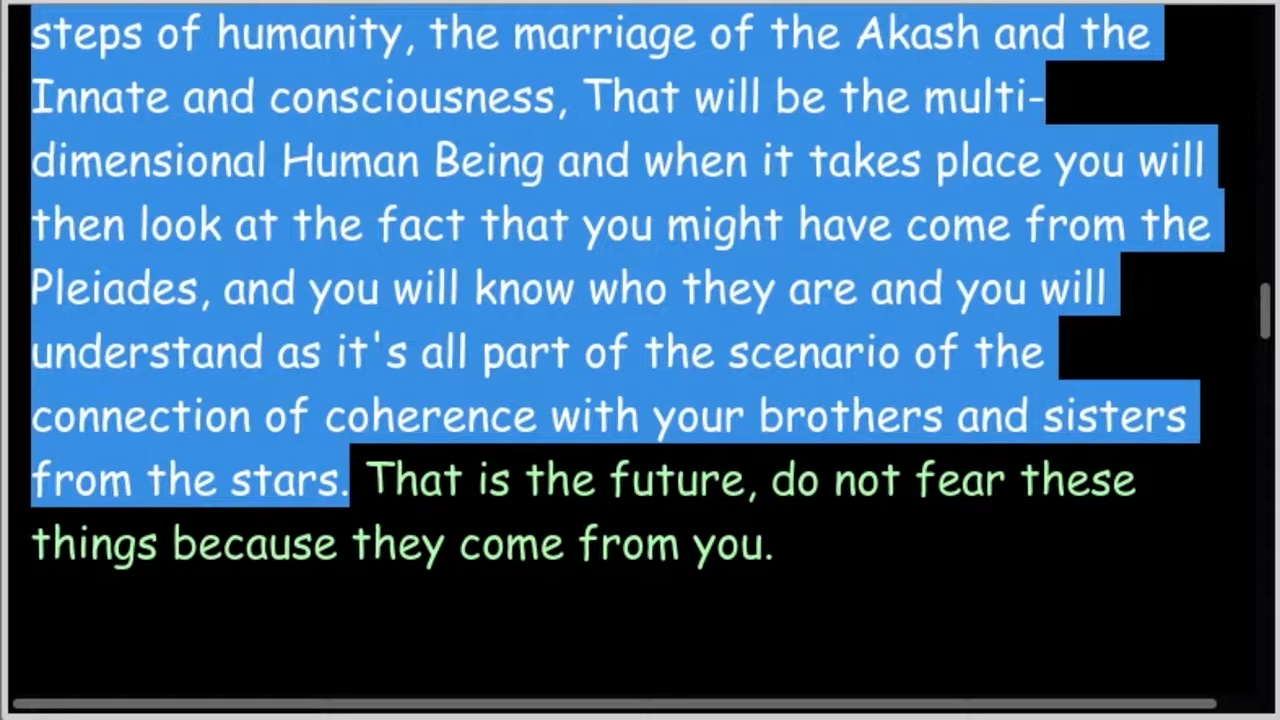 steps of humanity, the marriage of the Akash and the
Innate and consciousness, That will be the multi-
dimensional Human Being and when it takes place you will
then look at the fact that you might have come from the
Pleiades, and you will know who they are and you will
understand as it's all part of the scenario of the
connection of coherence with your brothers and sisters
from the stars. That is the future, do not fear these
things because they come from you.